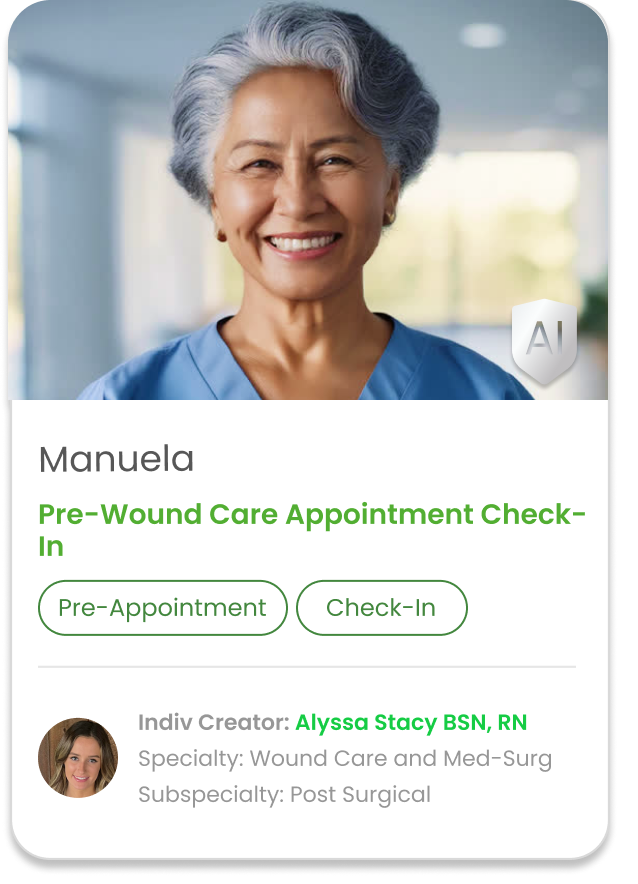 AI
Manuela
Pre-Wound Care Appointment Check-
In
Pre-Appointment
Check-In
Indiv Creator: Alyssa Stacy BSN, RN
Specialty: Wound Care and Med-Surg
Subspecialty: Post Surgical